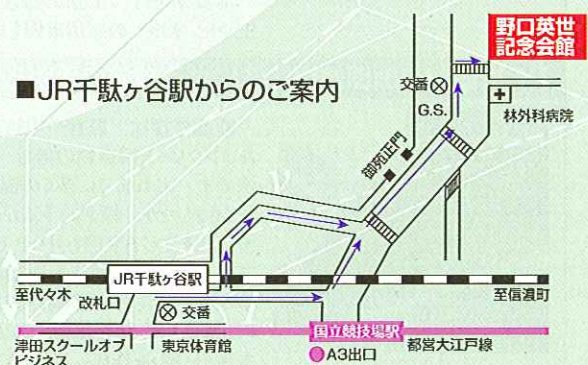 野口英世
記念会館
■JR千駄ヶ谷駅からのご案内
交番
G.S.
林外科病院
御苑正門
JR千駄ヶ谷駅
至代々木
改札口
至信濃町
交番
国立競技場駅
津田スクールオブ
ビジネス
東京体育館
A3出口
都営大江戸線